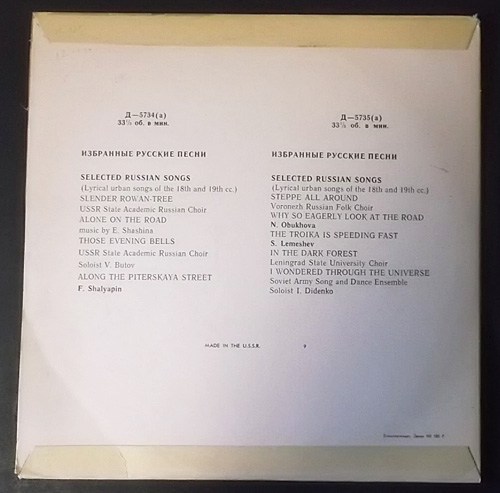 Д—5734(а)
33⅓ об. в мин.
ИЗБРАННЫЕ РУССКИЕ ПЕСНИ
SELECTED RUSSIAN SONGS
(Lyrical urban songs of the 18th and 19th cc.)
SLENDER ROWAN-TREE
USSR State Academic Russian Choir
ALONE ON THE ROAD
music by E. Shashina
THOSE EVENING BELLS
USSR State Academic Russian Choir
Soloist V. Butov
ALONG THE PITERSKAYA STREET
F. Shalyapin
Д—5735(а)
33⅓ об. в мин.
ИЗБРАННЫЕ РУССКИЕ ПЕСНИ
SELECTED RUSSIAN SONGS
(Lyrical urban songs of the 18th and 19th cc.)
STEPPE ALL AROUND
Voronezh Russian Folk Choir
WHY SO EAGERLY LOOK AT THE ROAD
N. Obukhova
THE TROIKA IS SPEEDING FAST
S. Lemeshev
IN THE DARK FOREST
Leningrad State University Choir
I WONDERED THROUGH THE UNIVERSE
Soviet Army Song and Dance Ensemble
Soloist I. Didenko
MADE IN THE U.S.S.R.